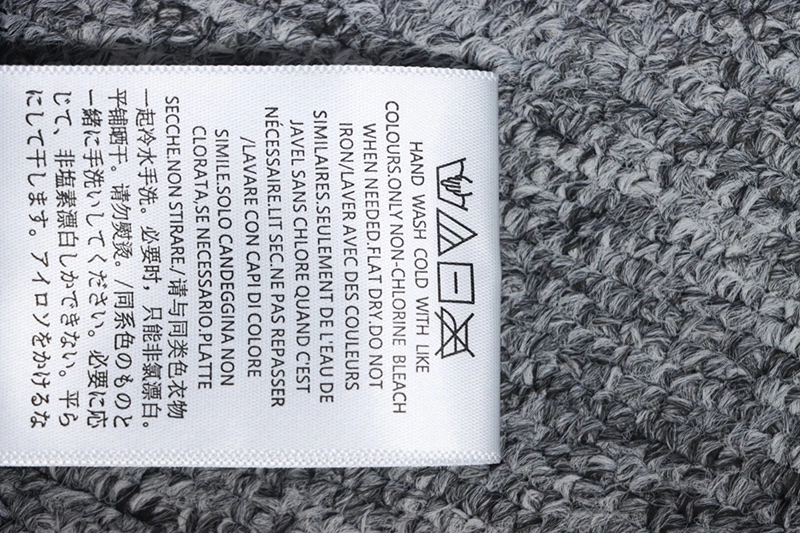 HAND WASH COLD WITH LIKE
COLOURS.ONLY NON-CHLORINE BLEACH
WHEN NEEDED.FLAT DRY.DO NOT
IRON/LAVER AVEC DES COULEURS
SIMILAIRES.SEULEMENT DE L'EAU DE
JAVEL SANS CHLORE QUAND C'EST
NÉCESSAIRE.LIT SEC.NE PAS REPASSER
/LAVARE CON CAPI DI COLORE
SIMILE.SOLO CANDEGGINA NON
CLORATA,SE NECESSARIO.PLATTE
SECCHE.NON STIRARE/请与同类色衣物
一起冷水手洗。必要时，只能非氯漂白。
平铺晒干。请勿熨烫。/同系色のものと
一緒に手洗いしてください。必要に応
じて、非塩素漂白しかできない。平ら
にして干します。アイロソをかけるな